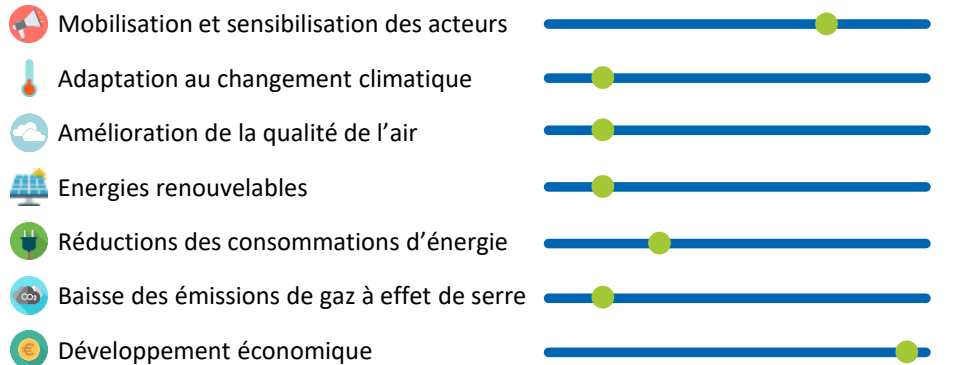 Mobilisation et sensibilisation des acteurs
Adaptation au changement climatique
Amélioration de la qualité de l’air
Energies renouvelables
Réductions des consommations d’énergie
CO₂ Baisse des émissions de gaz à effet de serre
€ Développement économique